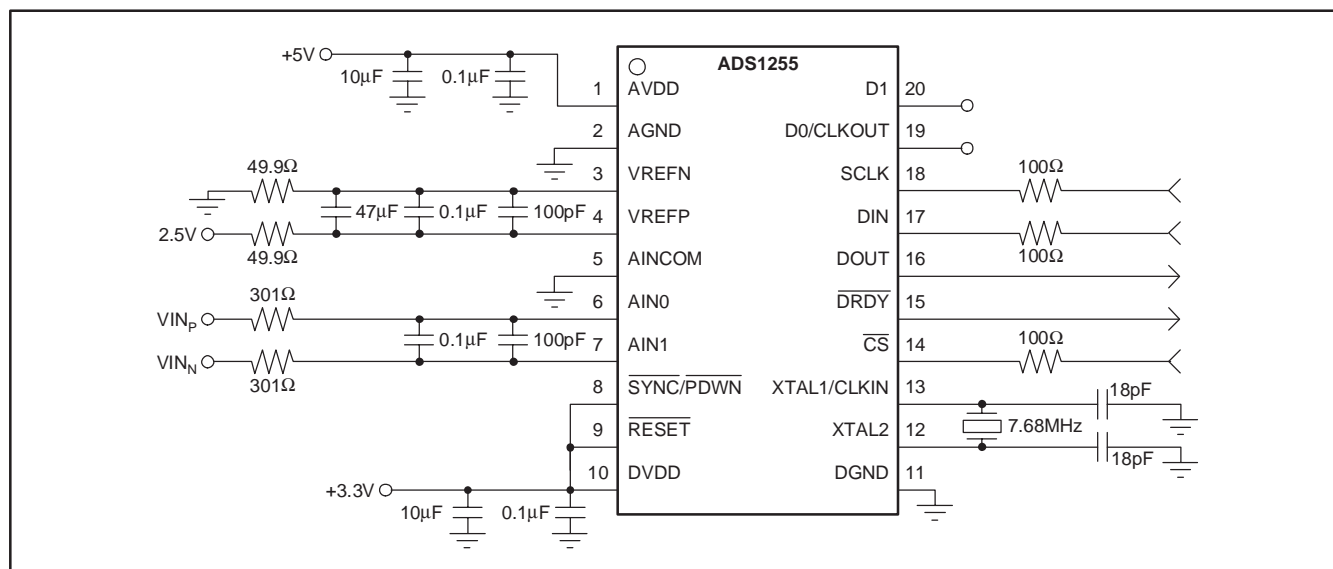 ADS1255
+5V
10μF
0.1μF
1
AVDD
D1
20
2
AGND
D0/CLKOUT
19
49.9Ω
3
VREFN
SCLK
18
100Ω
47μF
0.1μF
100pF
2.5V
4
VREFP
DIN
17
49.9Ω
100Ω
5
AINCOM
DOUT
16
301Ω
6
AIN0
DRDY
15
VINP
0.1μF
100pF
7
AIN1
CS
14
100Ω
VINN
301Ω
8
SYNC/PDWN
XTAL1/CLKIN
13
18pF
9
RESET
XTAL2
12
7.68MHz
18pF
10
DVDD
DGND
11
+3.3V
10μF
0.1μF